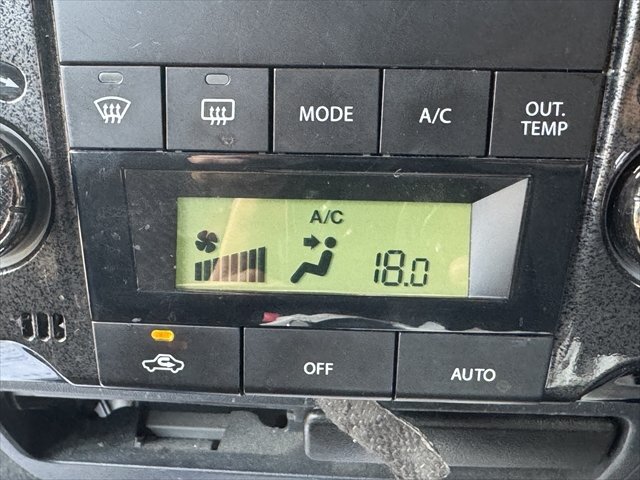 MODE
A/C
OUT.
TEMP
A/C
18.0
OFF
AUTO